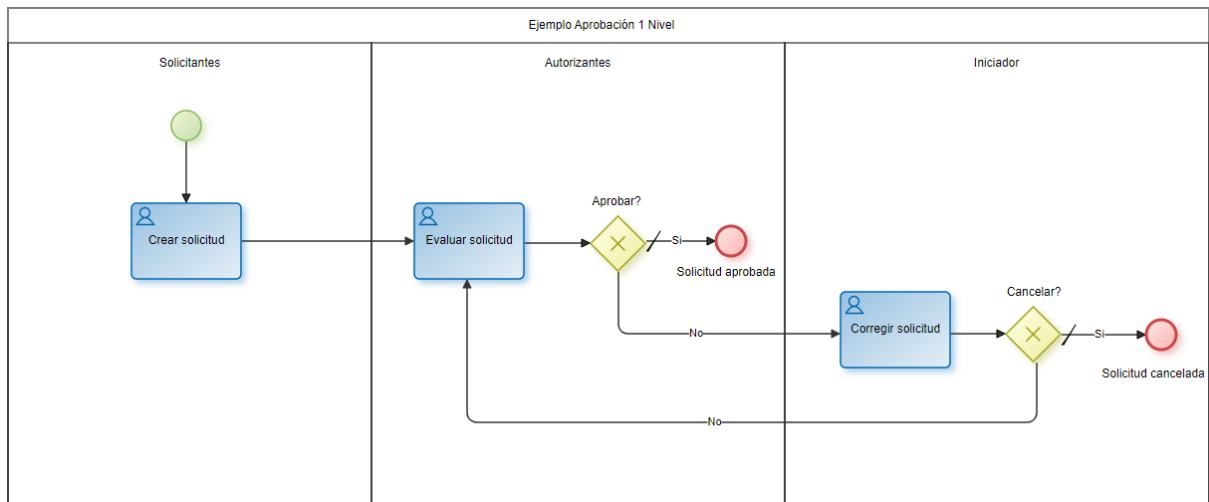 Ejemplo Aprobación 1 Nivel
Solicitantes
Autorizantes
Iniciador
Crear solicitud
Evaluar solicitud
Aprobar?
Si
Solicitud aprobada
No
Corregir solicitud
Cancelar?
Si
Solicitud cancelada
No